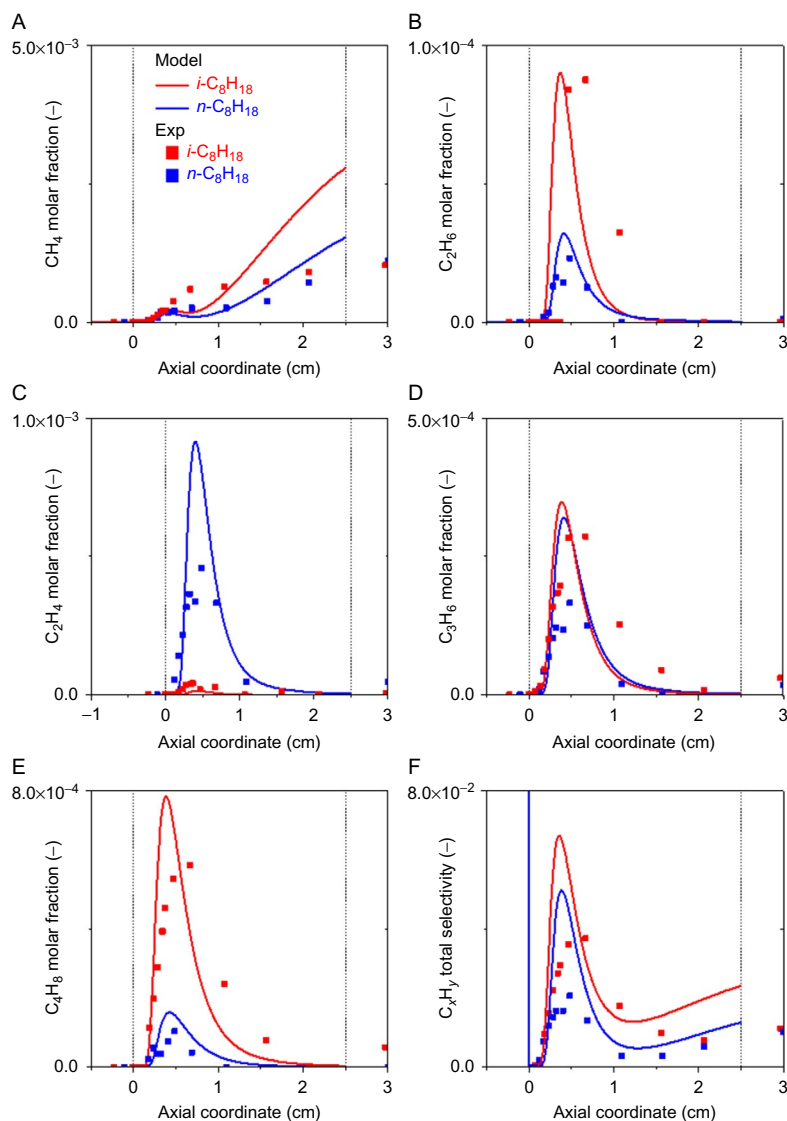 A
CH₄ molar fraction (–)
5.0×10⁻³
0.0
Model
i-C₈H₁₈
n-C₈H₁₈
Exp
i-C₈H₁₈
n-C₈H₁₈
0 1 2 3
Axial coordinate (cm)
B
C₂H₆ molar fraction (–)
1.0×10⁻⁴
0.0
0 1 2 3
Axial coordinate (cm)
C
C₂H₄ molar fraction (–)
1.0×10⁻³
0.0
−1 0 1 2 3
Axial coordinate (cm)
D
C₃H₆ molar fraction (–)
5.0×10⁻⁴
0.0
0 1 2 3
Axial coordinate (cm)
E
C₄H₈ molar fraction (–)
8.0×10⁻⁴
0.0
0 1 2 3
Axial coordinate (cm)
F
CₓHᵧ total selectivity (–)
8.0×10⁻²
0.0
0 1 2 3
Axial coordinate (cm)